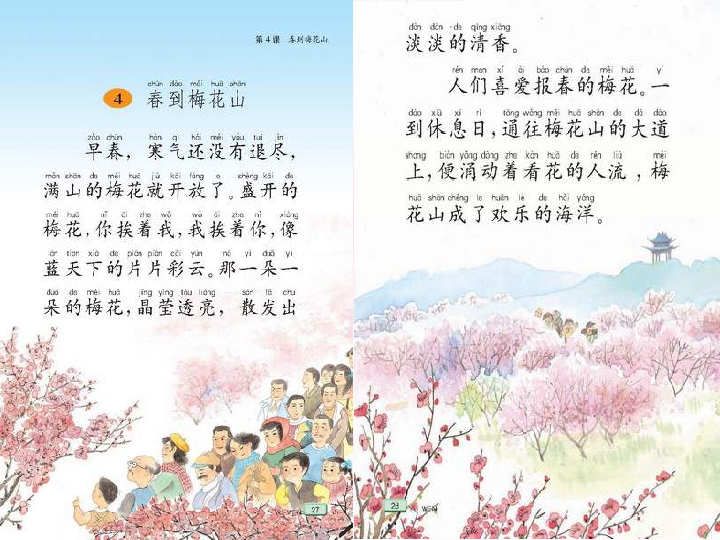 第4课 春到梅花山
chūn dào méi huā shān
4 春到梅花山
zǎo chūn hán qì hái méi yǒu tuì jìn
早春，寒气还没有退尽，
mǎn shān de méi huā jiù kāi fàng le shèng kāi de
满山的梅花就开放了。盛开的
méi huā nǐ āi zhe wǒ wǒ āi zhe nǐ xiàng
梅花，你挨着我，我挨着你，像
lán tiān xià de piàn piàn cǎi yún nà yì duǒ yì
蓝天下的片片彩云。那一朵一
duǒ de méi huā jīng yíng tòu liàng sàn fā chū
朵的梅花，晶莹透亮，散发出
27
dàn dàn de qīng xiāng
淡淡的清香。
rén men xǐ ài bào chūn de méi huā yí
人们喜爱报春的梅花。一
dào xiū xi rì tōng wǎng méi huā shān de dà dào
到休息日，通往梅花山的大道
shang biàn yǒng dòng zhe kàn huā de rén liú méi
上，便涌动着看花的人流，梅
huā shān chéng le huān lè de hǎi yáng
花山成了欢乐的海洋。
28